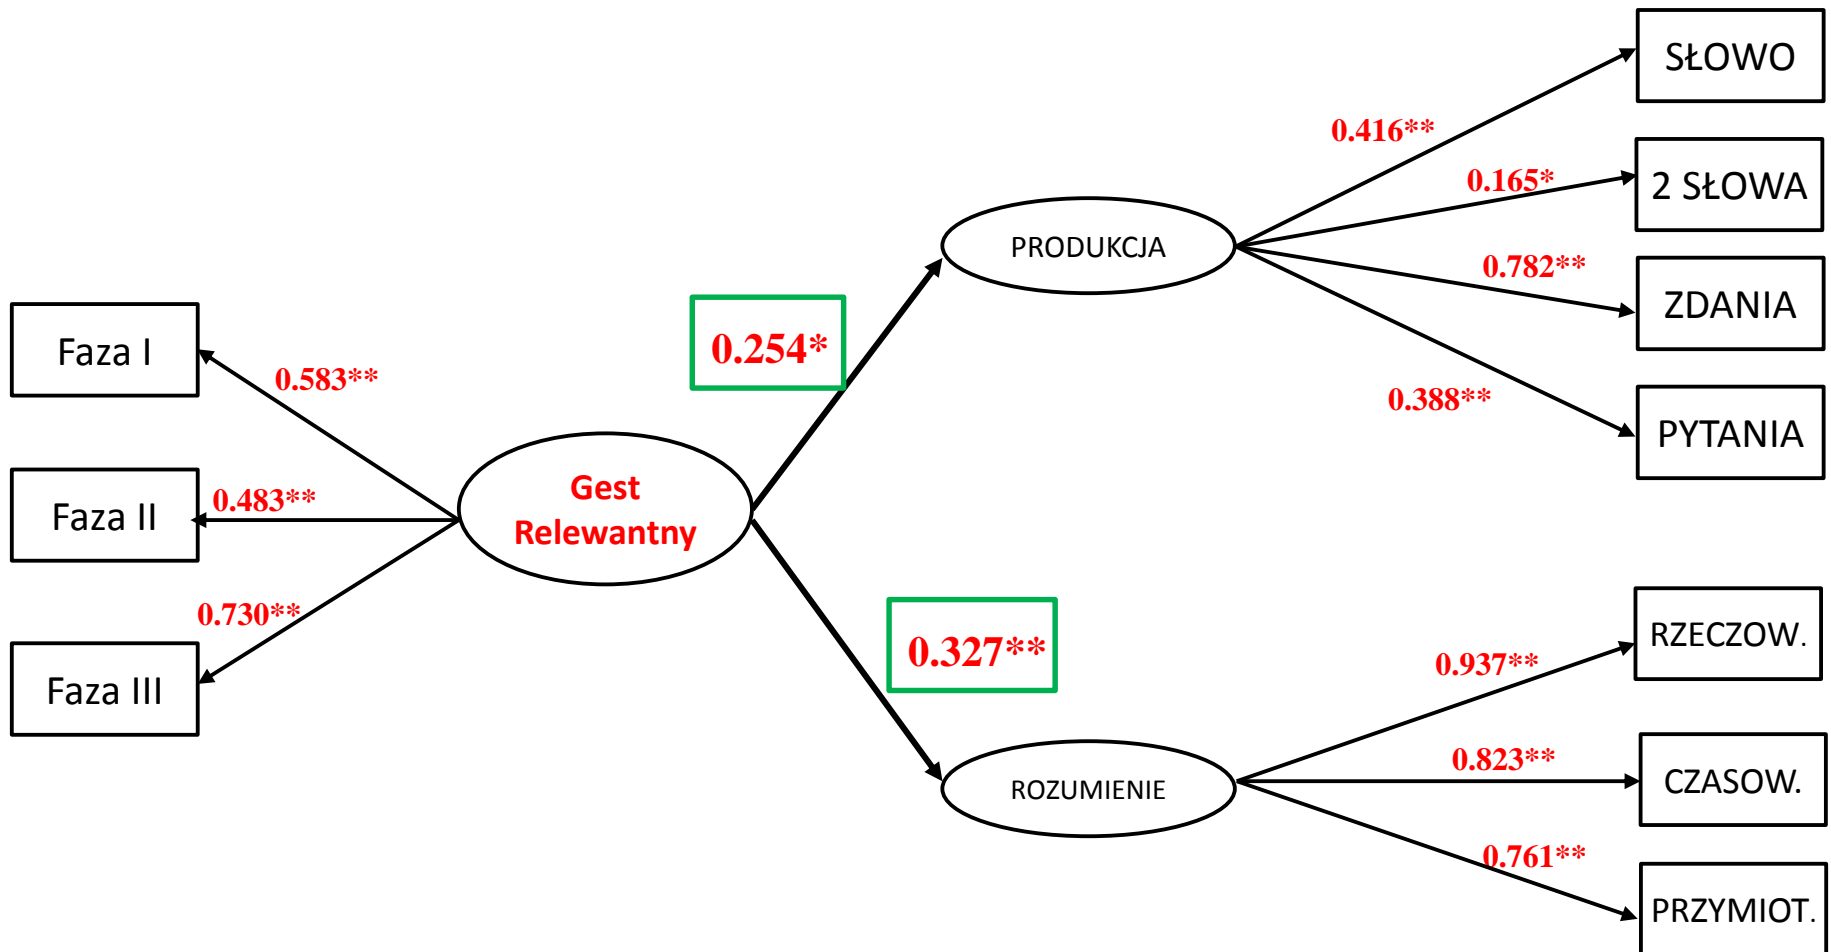 SŁOWO
0.416**
2 SŁOWA
0.165*
PRODUKCJA
0.782**
ZDANIA
0.254*
Faza I
0.583**
0.388**
PYTANIA
Gest
Relewantny
0.483**
Faza II
0.730**
Faza III
0.327**
RZECZOW.
0.937**
0.823**
CZASOW.
ROZUMIENIE
0.761**
PRZYMIOT.